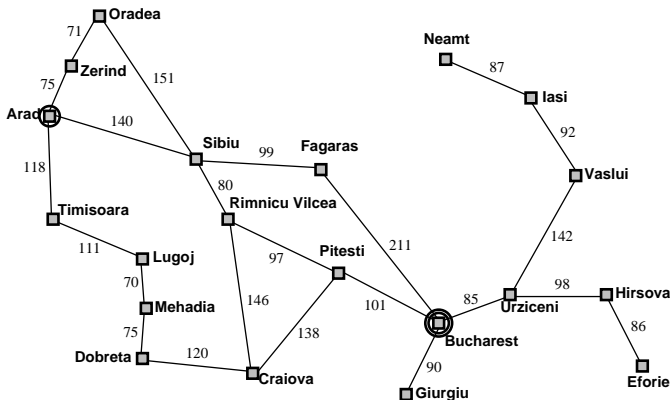 Oradea
71
Neamt
87
Zerind
151
75
Iasi
Arad
140
92
Sibiu
Fagaras
99
118
80
Vaslui
Timisoara
Rimnicu Vilcea
142
111
Pitesti
211
Lugoj
97
70
98
Hirsova
146
101
85
Urziceni
Mehadia
138
86
75
Bucharest
120
90
Dobreta
Craiova
Eforie
Giurgiu